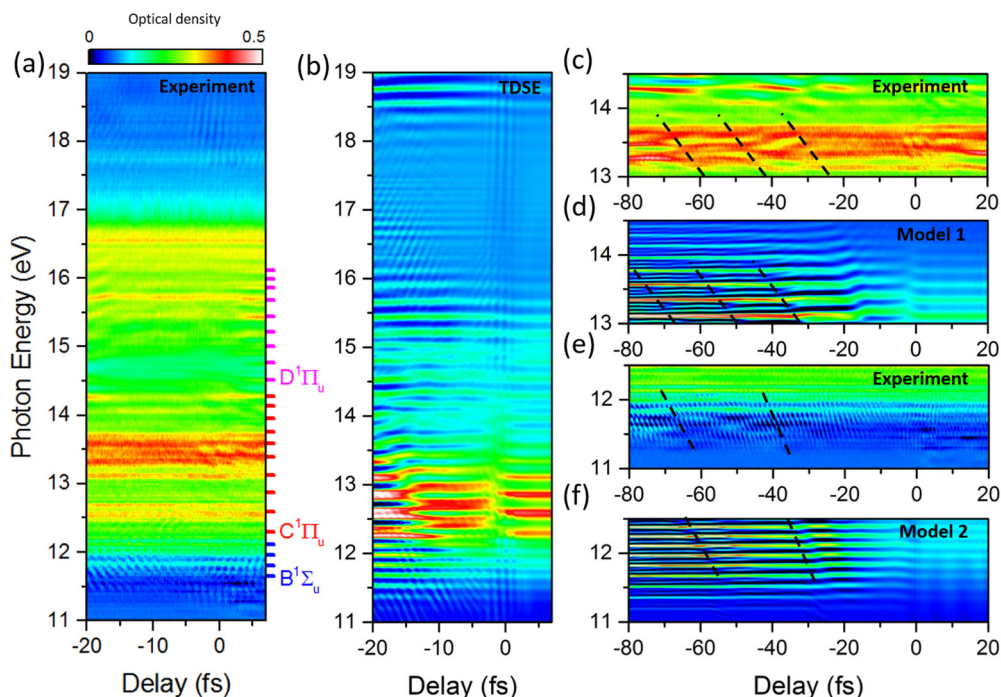 Optical density
0 0.5
(a) Experiment
19
18
17
16
15
14
13
12
11
Photon Energy (eV)
-20 -10 0
Delay (fs)
D¹Πᵤ
C¹Πᵤ
B¹Σᵤ
(b) TDSE
19
18
17
16
15
14
13
12
11
-20 -10 0
Delay (fs)
(c) Experiment
14
13
-80 -60 -40 -20 0 20
(d) Model 1
14
13
-80 -60 -40 -20 0 20
(e) Experiment
12
11
-80 -60 -40 -20 0 20
(f) Model 2
12
11
-80 -60 -40 -20 0 20
Delay (fs)